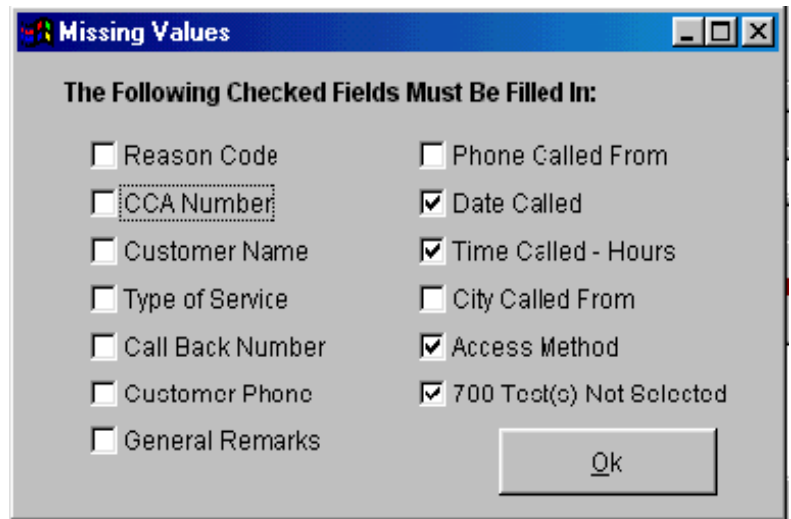 Missing Values
The Following Checked Fields Must Be Filled In:
Reason Code
CCA Number
Customer Name
Type of Service
Call Back Number
Customer Phone
General Remarks
Phone Called From
Date Called
Time Called - Hours
City Called From
Access Method
700 Test(s) Not Selected
Ok